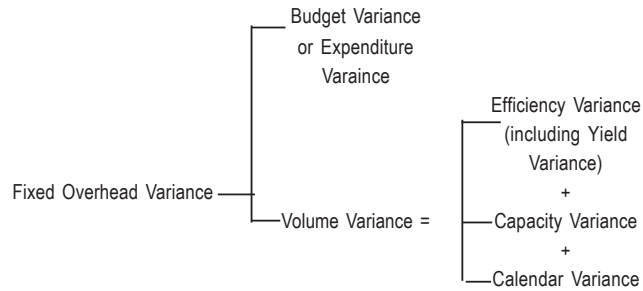 Budget Variance
or Expenditure
Varaince
Efficiency Variance
(including Yield
Variance)
Fixed Overhead Variance
+
Volume Variance =
Capacity Variance
+
Calendar Variance